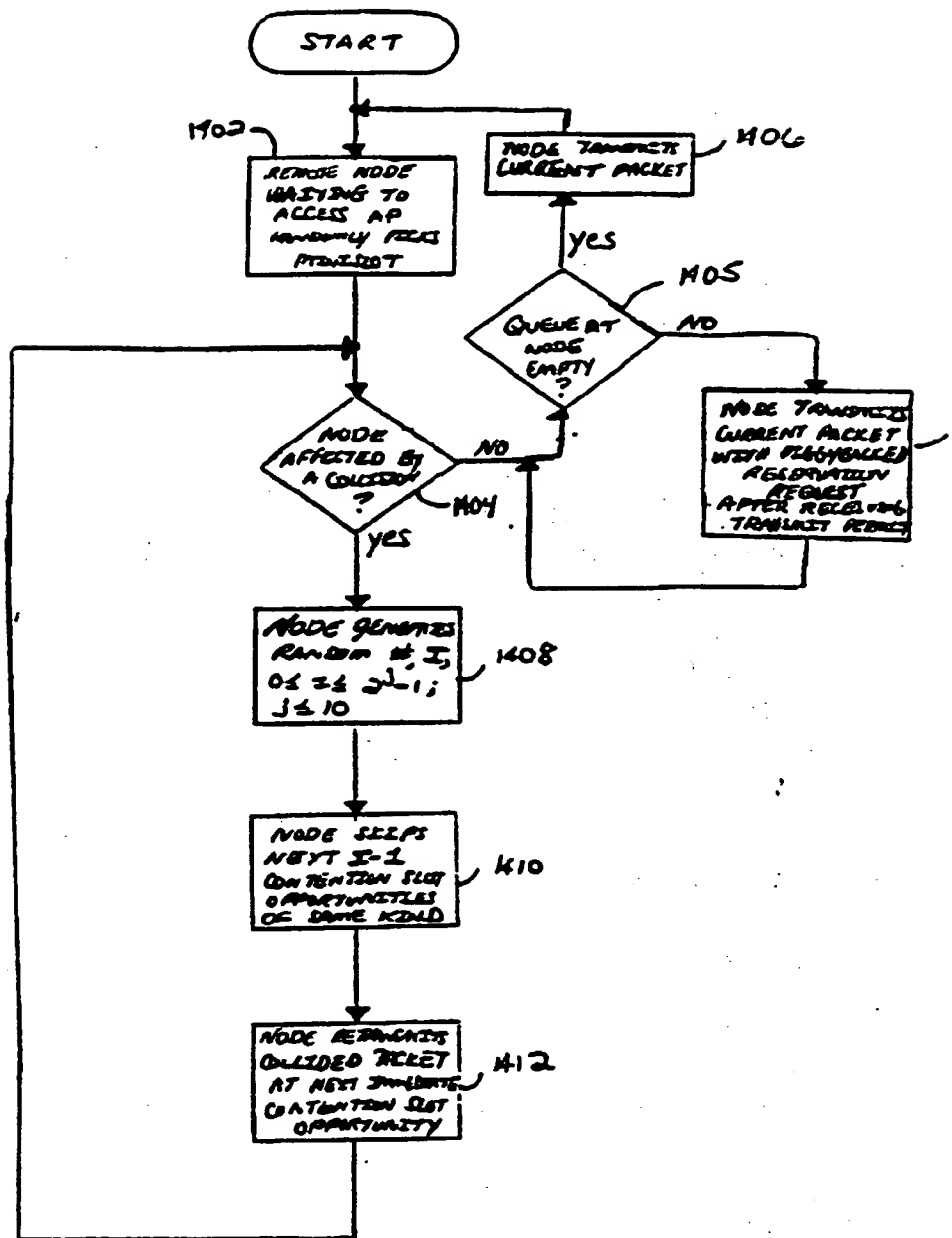 START
1402
REMOTE NODE
WAITING TO
ACCESS AP
RANDOMLY PICKS
MINISLOT
NODE TRANSMITS
CURRENT PACKET
1406
yes
1405
QUEUE AT
NODE
EMPTY
?
NO
NODE TRANSMITS
CURRENT PACKET
WITH PIGGYBACKED
RESERVATION
REQUEST
AFTER RECEIVING
TRANSMIT PERMIT
NODE
AFFECTED BY
A COLLISION
?
NO
1404
yes
NODE GENERATES
RANDOM #, I,
0 ≤ I ≤ 2^j-1;
j ≤ 10
1408
NODE SKIPS
NEXT I-1
CONTENTION SLOT
OPPORTUNITIES
OF SAME KIND
1410
NODE RETRANSMITS
COLLIDED PACKET
AT NEXT IMMEDIATE
CONTENTION SLOT
OPPORTUNITY
1412